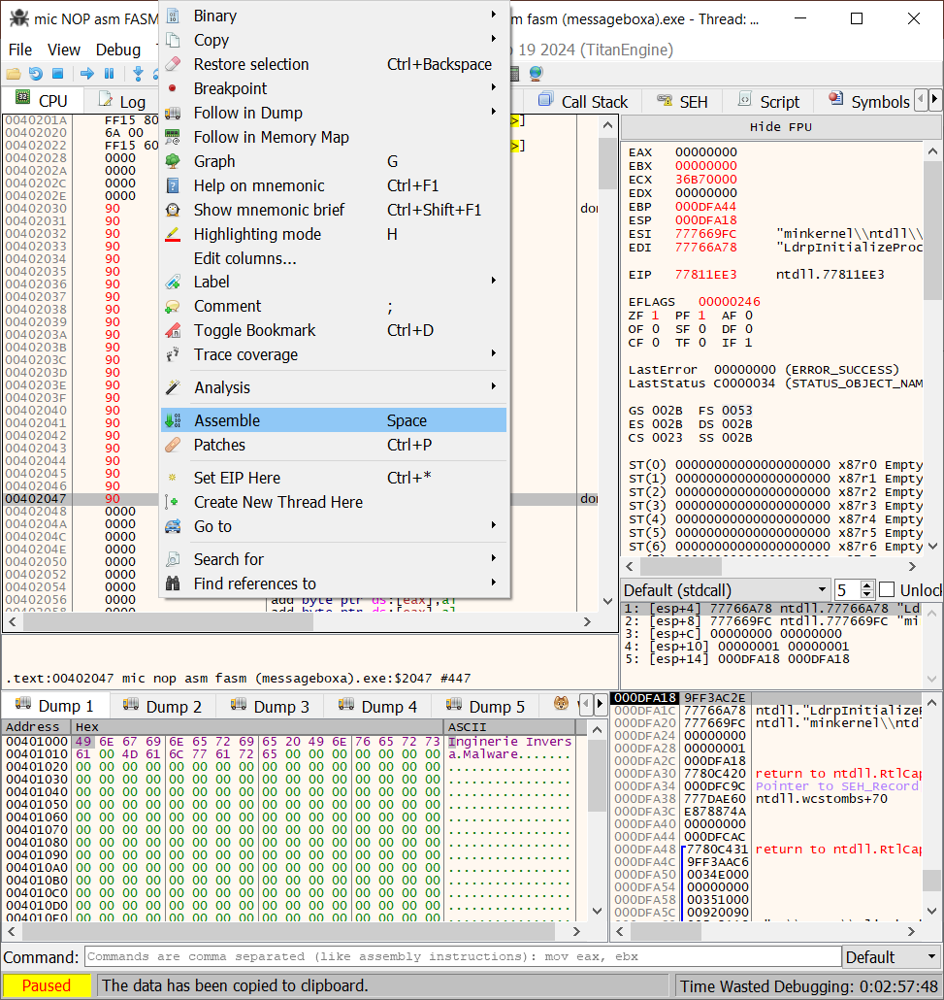 mic NOP asm FASM
m fasm (messageboxa).exe - Thread: ...
File View Debug
19 2024 (TitanEngine)
CPU Log Call Stack SEH Script Symbols
Binary
Copy
Restore selection Ctrl+Backspace
Breakpoint
Follow in Dump
Follow in Memory Map
Graph G
Help on mnemonic Ctrl+F1
Show mnemonic brief Ctrl+Shift+F1
Highlighting mode H
Edit columns...
Label
Comment ;
Toggle Bookmark Ctrl+D
Trace coverage
Analysis
Assemble Space
Patches Ctrl+P
Set EIP Here Ctrl+*
Create New Thread Here
Go to
Search for
Find references to
0040201A FF15 80 >]
00402020 6A 00
00402022 FF15 60 >]
00402028 0000
0040202A 0000
0040202C 0000
0040202E 0000
00402030 90 dor
00402031 90
00402032 90
00402033 90
00402034 90
00402035 90
00402036 90
00402037 90
00402038 90
00402039 90
0040203A 90
0040203B 90
0040203C 90
0040203D 90
0040203E 90
0040203F 90
00402040 90
00402041 90
00402042 90
00402043 90
00402044 90
00402045 90
00402046 90
00402047 90 dor
00402048 0000
0040204A 0000
0040204C 0000
0040204E 0000
00402050 0000
00402052 0000
00402054 0000
00402056 0000 add byte ptr ds:[eax],al
00402058 0000 add byte ptr ds:[eax],al
Hide FPU
EAX 00000000
EBX 00000000
ECX 36B70000
EDX 00000000
EBP 000DFA44
ESP 000DFA18
ESI 777669FC "minkernel\\ntdll\\
EDI 77766A78 "LdrpInitializeProc
EIP 77811EE3 ntdll.77811EE3
EFLAGS 00000246
ZF 1 PF 1 AF 0
OF 0 SF 0 DF 0
CF 0 TF 0 IF 1
LastError 00000000 (ERROR_SUCCESS)
LastStatus C0000034 (STATUS_OBJECT_NAM
GS 002B FS 0053
ES 002B DS 002B
CS 0023 SS 002B
ST(0) 00000000000000000000 x87r0 Empty
ST(1) 00000000000000000000 x87r1 Empty
ST(2) 00000000000000000000 x87r2 Empty
ST(3) 00000000000000000000 x87r3 Empty
ST(4) 00000000000000000000 x87r4 Empty
ST(5) 00000000000000000000 x87r5 Empty
ST(6) 00000000000000000000 x87r6 Empty
Default (stdcall) 5 Unlock
1: [esp+4] 77766A78 ntdll.77766A78 "Ld
2: [esp+8] 777669FC ntdll.777669FC "mi
3: [esp+C] 00000000 00000000
4: [esp+10] 00000001 00000001
5: [esp+14] 000DFA18 000DFA18
.text:00402047 mic nop asm fasm (messageboxa).exe:$2047 #447
Dump 1 Dump 2 Dump 3 Dump 4 Dump 5
Address Hex ASCII
00401000 49 6E 67 69 6E 65 72 69 65 20 49 6E 76 65 72 73 Inginerie Invers
00401010 61 00 4D 61 6C 77 61 72 65 00 00 00 00 00 00 00 a.Malware.......
00401020 00 00 00 00 00 00 00 00 00 00 00 00 00 00 00 00 ................
00401030 00 00 00 00 00 00 00 00 00 00 00 00 00 00 00 00 ................
00401040 00 00 00 00 00 00 00 00 00 00 00 00 00 00 00 00 ................
00401050 00 00 00 00 00 00 00 00 00 00 00 00 00 00 00 00 ................
00401060 00 00 00 00 00 00 00 00 00 00 00 00 00 00 00 00 ................
00401070 00 00 00 00 00 00 00 00 00 00 00 00 00 00 00 00 ................
00401080 00 00 00 00 00 00 00 00 00 00 00 00 00 00 00 00 ................
00401090 00 00 00 00 00 00 00 00 00 00 00 00 00 00 00 00 ................
004010A0 00 00 00 00 00 00 00 00 00 00 00 00 00 00 00 00 ................
004010B0 00 00 00 00 00 00 00 00 00 00 00 00 00 00 00 00 ................
004010C0 00 00 00 00 00 00 00 00 00 00 00 00 00 00 00 00 ................
004010D0 00 00 00 00 00 00 00 00 00 00 00 00 00 00 00 00 ................
004010E0 00 00 00 00 00 00 00 00 00 00 00 00 00 00 00 00 ................
000DFA18 9FF3AC2E
000DFA1C 77766A78 ntdll."LdrpInitializeP
000DFA20 777669FC ntdll."minkernel\\ntd
000DFA24 00000000
000DFA28 00000001
000DFA2C 000DFA18
000DFA30 7780C420 return to ntdll.RtlCap
000DFA34 000DFC9C Pointer to SEH_Record
000DFA38 777DAE60 ntdll.wcstombs+70
000DFA3C E878874A
000DFA40 00000000
000DFA44 000DFCAC
000DFA48 7780C431 return to ntdll.RtlCap
000DFA4C 9FF3AAC6
000DFA50 0034E000
000DFA54 00000000
000DFA58 00351000
000DFA5C 00920090
Command: Commands are comma separated (like assembly instructions): mov eax, ebx Default
Paused The data has been copied to clipboard. Time Wasted Debugging: 0:02:57:48